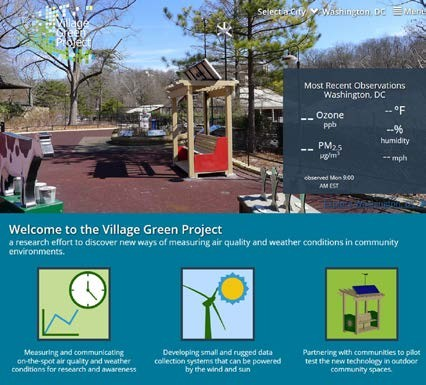 Village
Green
Project
Select a City
Washington, DC
Menu
Most Recent Observations
Washington, DC
-- Ozone
ppb
-- °F
--%
humidity
-- PM2.5
µg/m³
-- mph
observed Mon 9:00
AM EST
Welcome to the Village Green Project
a research effort to discover new ways of measuring air quality and weather conditions in community
environments.
Measuring and communicating
on-the-spot air quality and weather
conditions for research and awareness
Developing small and rugged data
collection systems that can be powered
by the wind and sun
Partnering with communities to pilot
test the new technology in outdoor
community spaces.